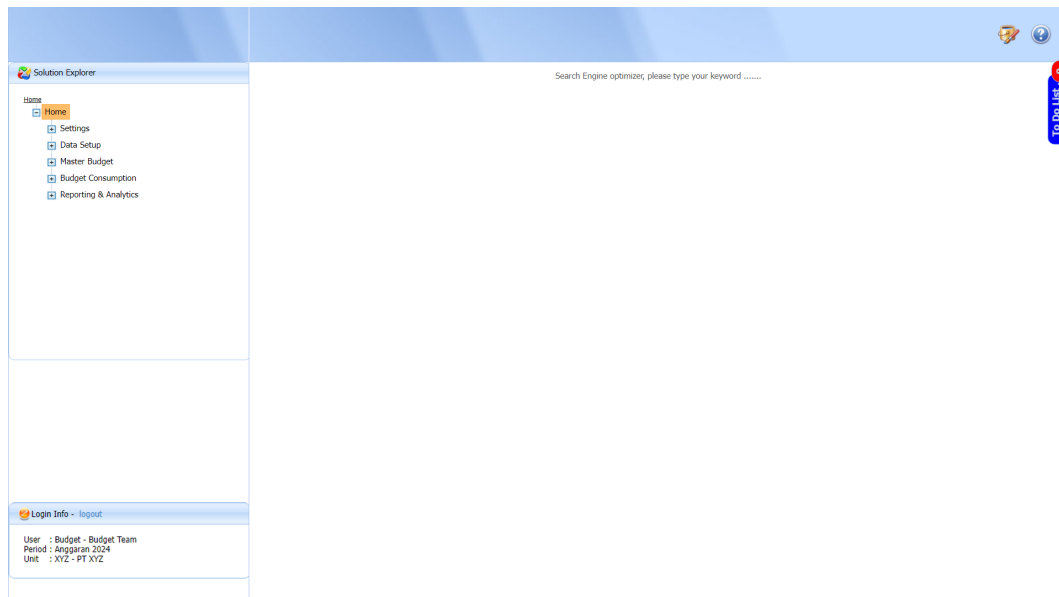 Solution Explorer
Search Engine optimizer, please type your keyword .......
Home
Home
Settings
Data Setup
Master Budget
Budget Consumption
Reporting & Analytics
To Do List
Login Info - logout
User : Budget - Budget Team
Period : Anggaran 2024
Unit : XYZ - PT XYZ